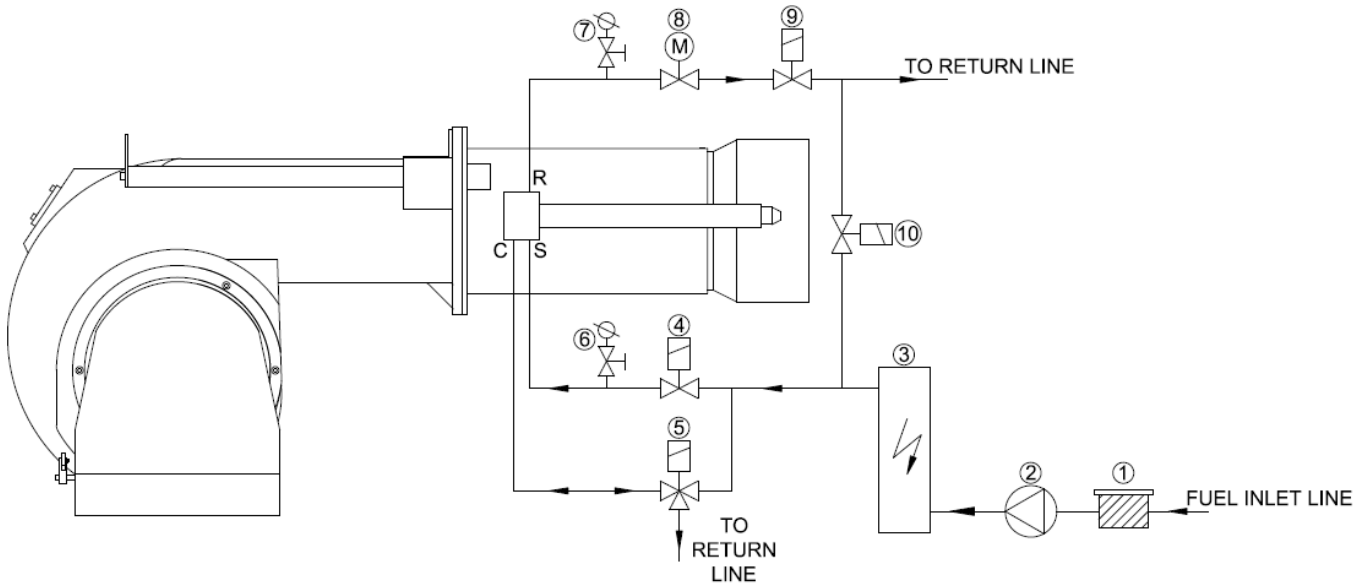 ⑦
⑧
M
⑨
TO RETURN LINE
R
⑩
C S
⑥
④
③
⑤
②
①
FUEL INLET LINE
TO
RETURN
LINE